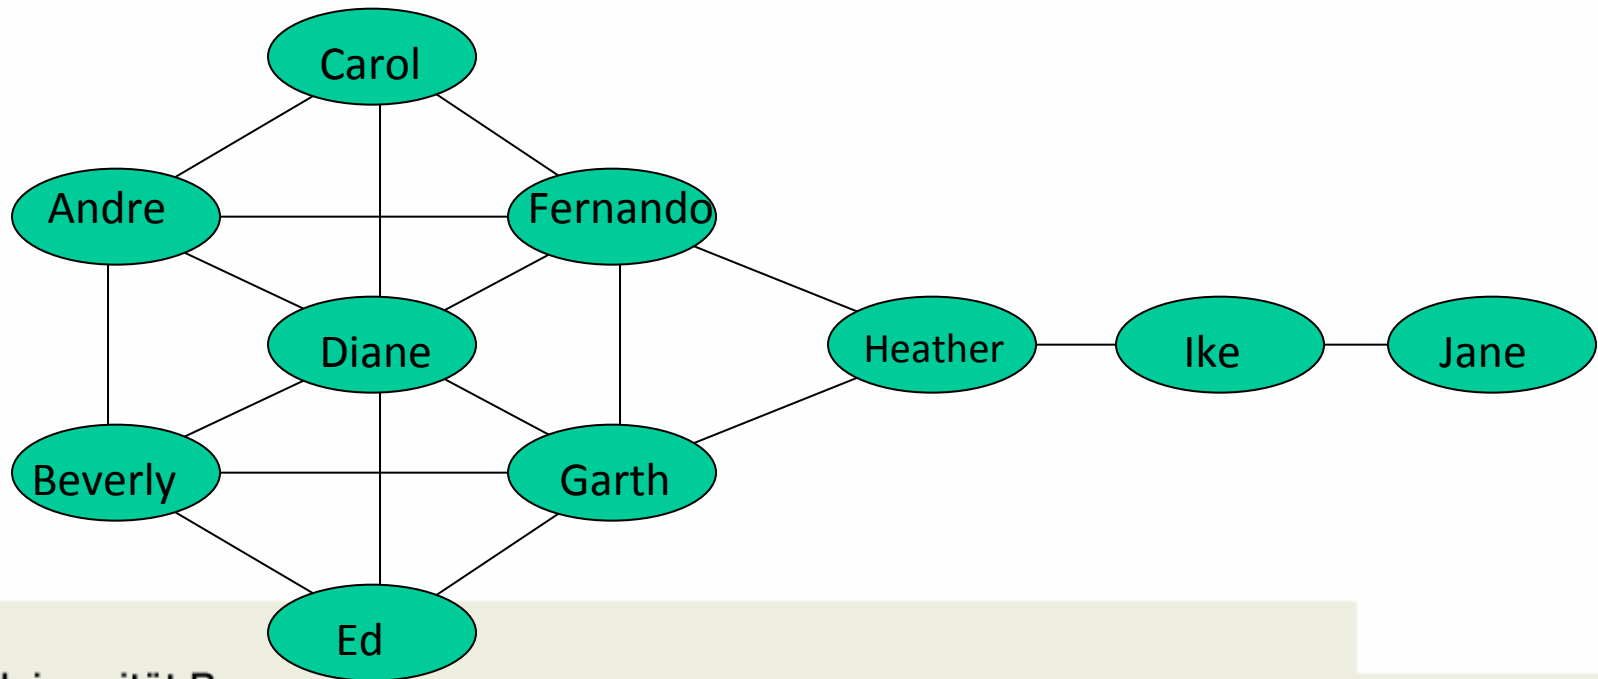 Carol
Andre
Fernando
Diane
Heather
Ike
Jane
Beverly
Garth
Ed